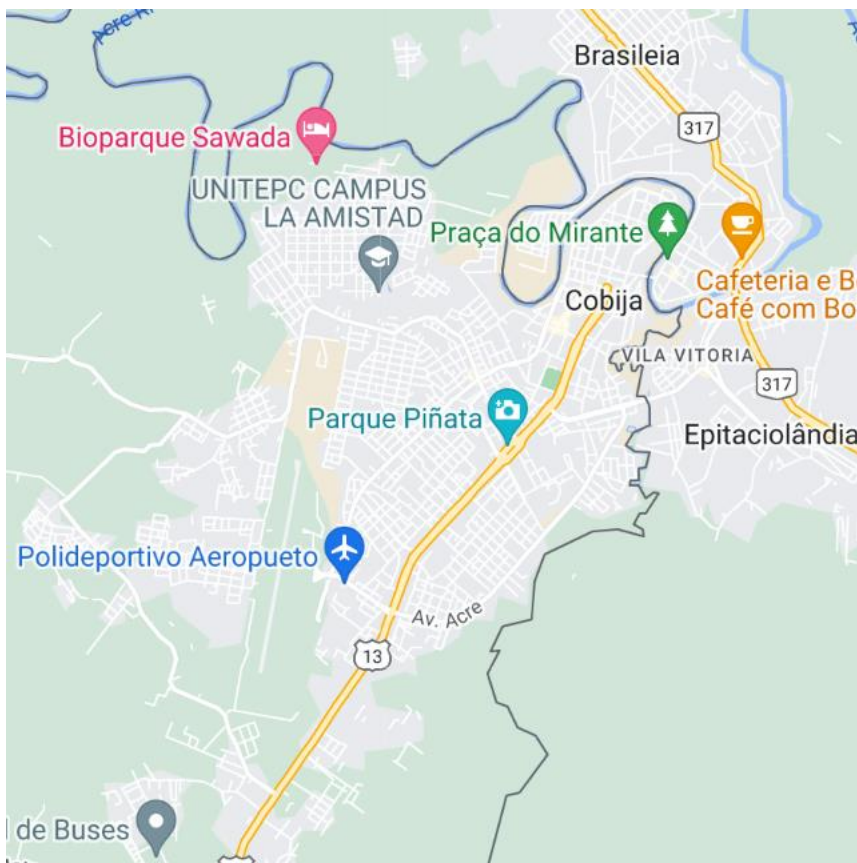 Acre
Brasileia
317
Bioparque Sawada
UNITEPC CAMPUS
LA AMISTAD
Praça do Mirante
Cafeteria e B
Café com Bo
Cobija
VILA VITORIA
317
Parque Piñata
Epitaciolândia
Polideportivo Aeropueto
Av. Acre
13
l de Buses